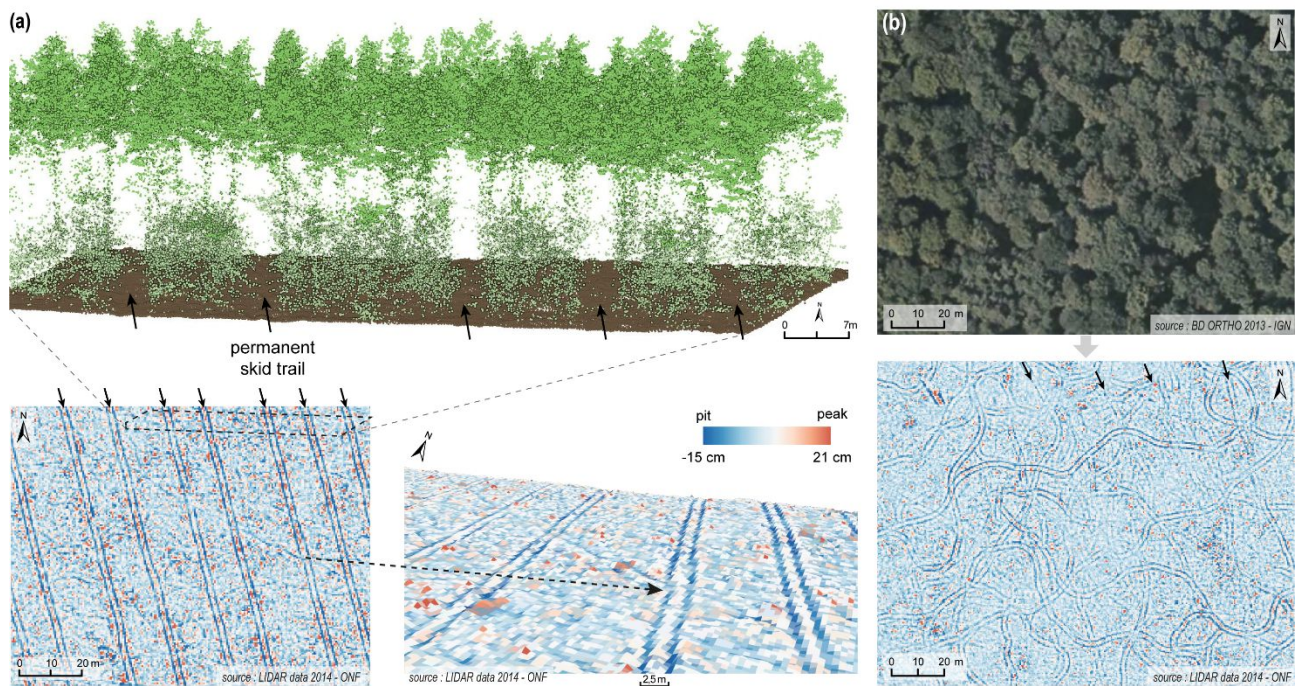 (a)
N
0 7m
permanent
skid trail
N
pit peak
-15 cm 21 cm
N
0 10 20 m
source : LIDAR data 2014 - ONF
source : LIDAR data 2014 - ONF
2,5 m
(b)
N
0 10 20 m
source : BD ORTHO 2013 - IGN
N
0 10 20 m
source : LIDAR data 2014 - ONF